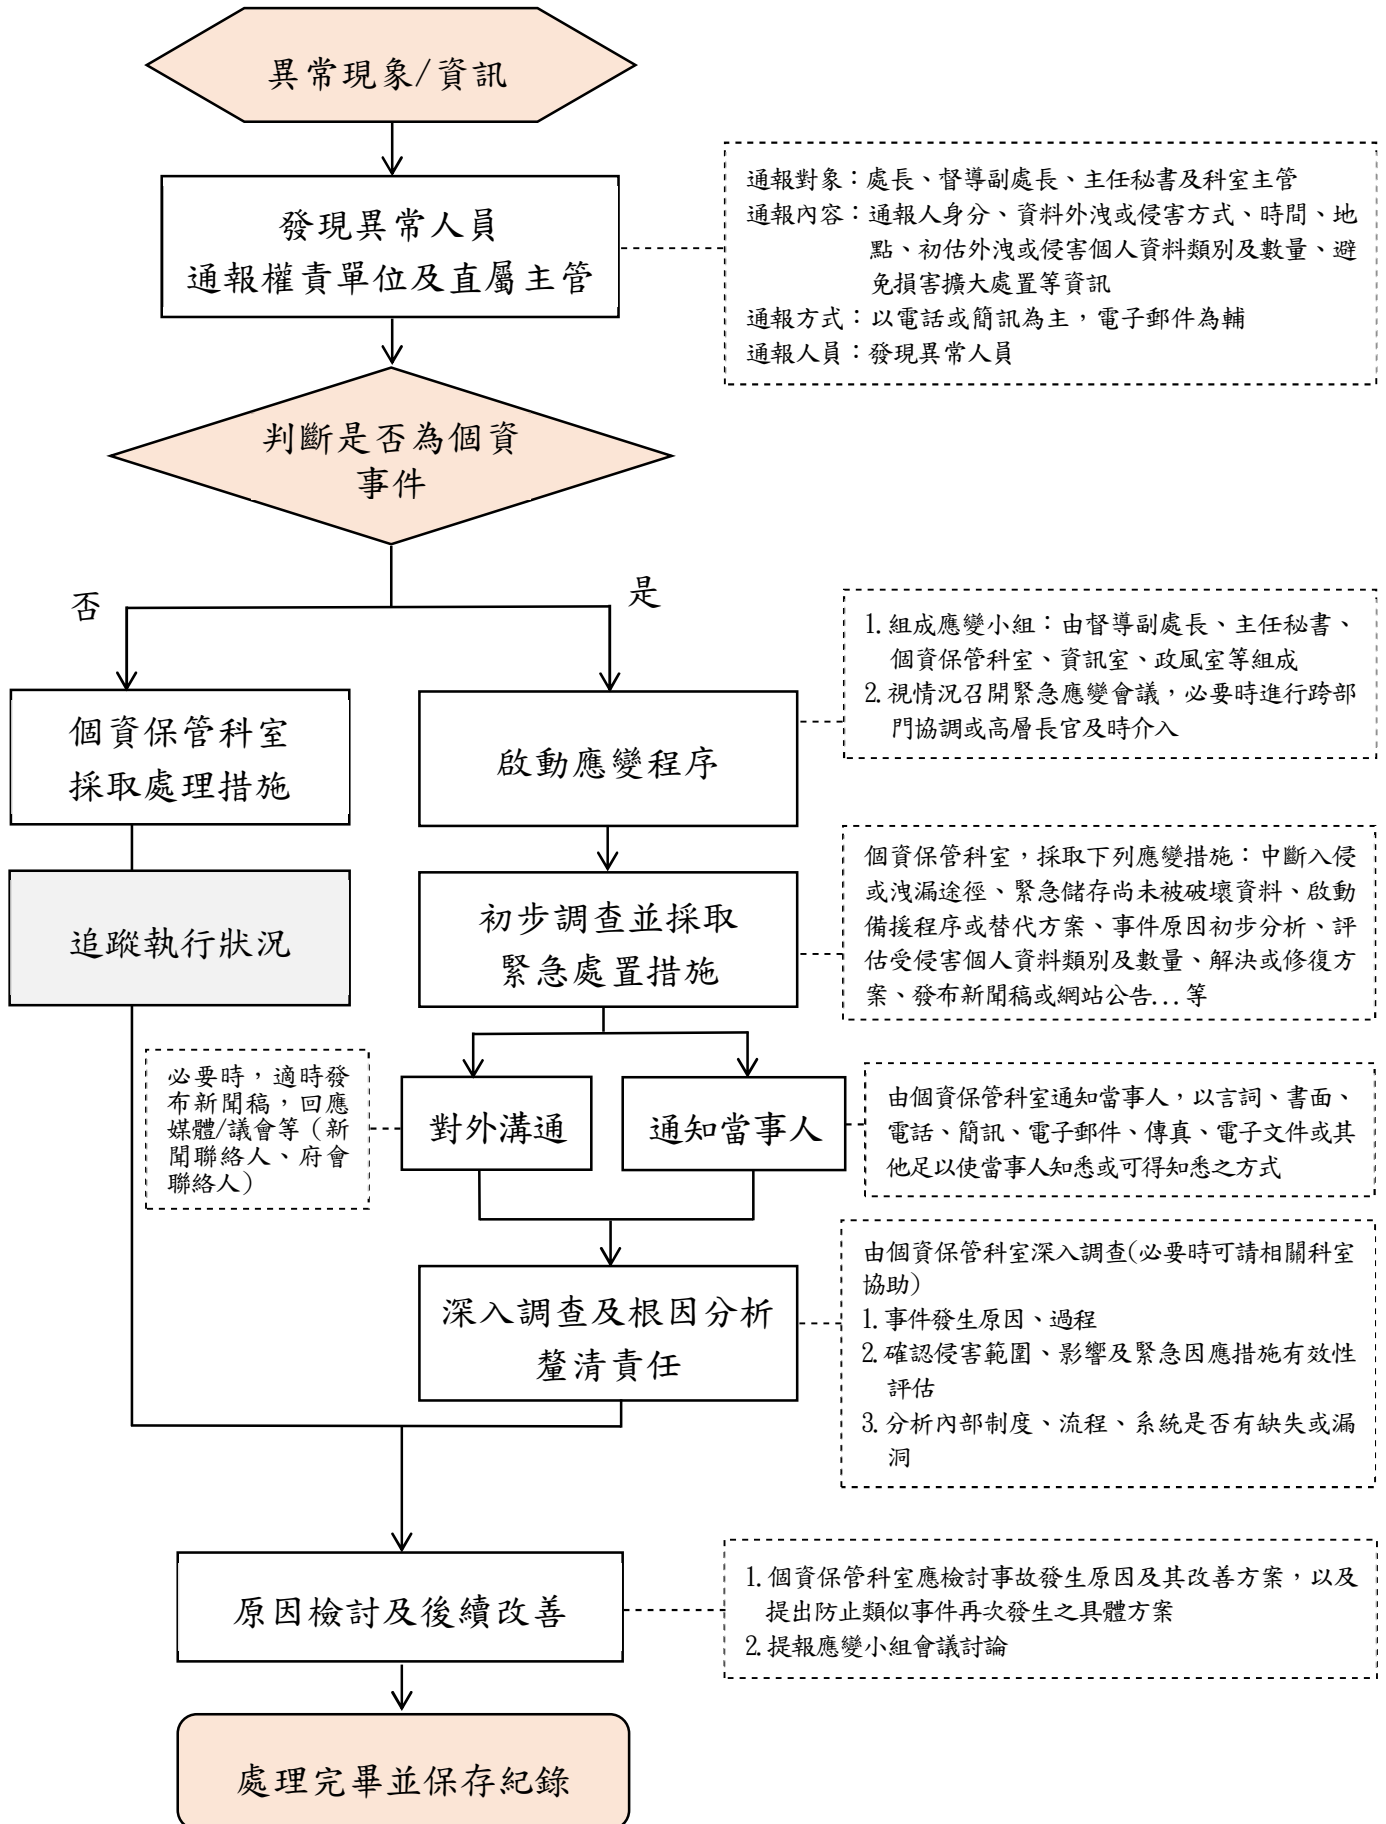 異常現象/資訊
發現異常人員
通報權責單位及直屬主管
通報對象：處長、督導副處長、主任秘書及科室主管
通報內容：通報人身分、資料外洩或侵害方式、時間、地
點、初估外洩或侵害個人資料類別及數量、避
免損害擴大處置等資訊
通報方式：以電話或簡訊為主，電子郵件為輔
通報人員：發現異常人員
判斷是否為個資
事件
否
是
個資保管科室
採取處理措施
啟動應變程序
1.組成應變小組：由督導副處長、主任秘書、
個資保管科室、資訊室、政風室等組成
2.視情況召開緊急應變會議，必要時進行跨部
門協調或高層長官及時介入
追蹤執行狀況
初步調查並採取
緊急處置措施
個資保管科室，採取下列應變措施：中斷入侵
或洩漏途徑、緊急儲存尚未被破壞資料、啟動
備援程序或替代方案、事件原因初步分析、評
估受侵害個人資料類別及數量、解決或修復方
案、發布新聞稿或網站公告...等
必要時，適時發
布新聞稿，回應
媒體/議會等（新
聞聯絡人、府會
聯絡人）
對外溝通
通知當事人
由個資保管科室通知當事人，以言詞、書面、
電話、簡訊、電子郵件、傳真、電子文件或其
他足以使當事人知悉或可得知悉之方式
深入調查及根因分析
釐清責任
由個資保管科室深入調查(必要時可請相關科室
協助)
1.事件發生原因、過程
2.確認侵害範圍、影響及緊急因應措施有效性
評估
3.分析內部制度、流程、系統是否有缺失或漏
洞
原因檢討及後續改善
1.個資保管科室應檢討事故發生原因及其改善方案，以及
提出防止類似事件再次發生之具體方案
2.提報應變小組會議討論
處理完畢並保存紀錄